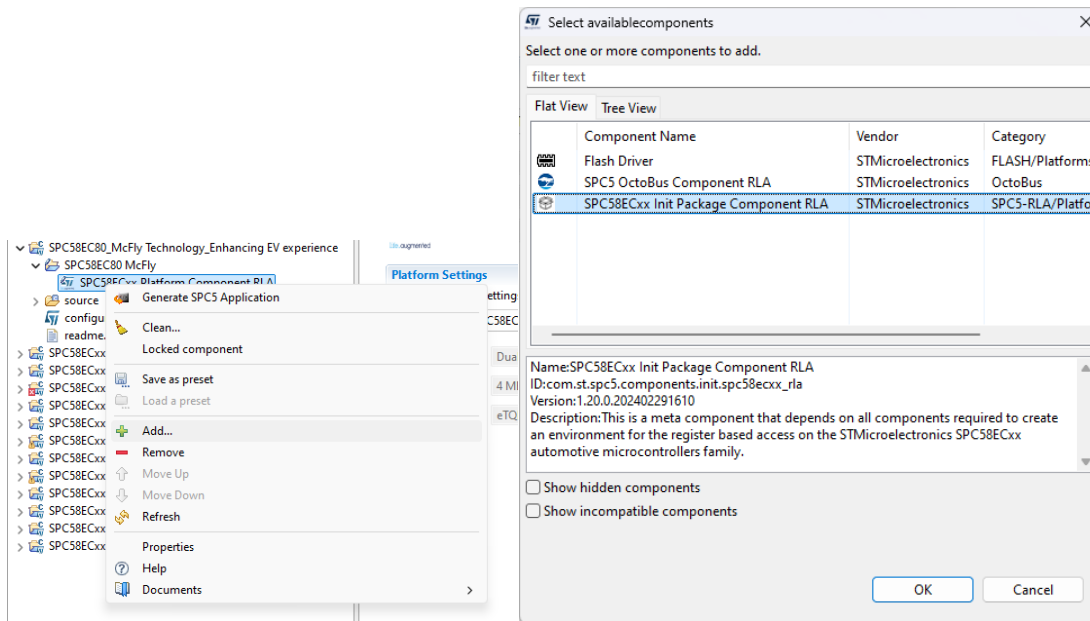 SPC58EC80_McFly Technology_Enhancing EV experience
SPC58EC80 McFly
SPC58ECxx Platform Component RLA
source
configu
readme.
SPC58ECxx
SPC58ECxx
SPC58ECxx
SPC58ECxx
SPC58ECxx
SPC58ECxx
SPC58ECxx
SPC58ECxx
SPC58ECxx
SPC58ECxx
SPC58ECxx
SPC58ECxx
Generate SPC5 Application
Clean...
Locked component
Save as preset
Load a preset
Add...
Remove
Move Up
Move Down
Refresh
Properties
Help
Documents
augmented
Platform Settings
etting
C58EC
Dua
4 M
eTQ
Select availablecomponents
Select one or more components to add.
filter text
Flat View
Tree View
Component Name Vendor Category
Flash Driver STMicroelectronics FLASH/Platforms
SPC5 OctoBus Component RLA STMicroelectronics OctoBus
SPC58ECxx Init Package Component RLA STMicroelectronics SPC5-RLA/Platfo
Name:SPC58ECxx Init Package Component RLA
ID:com.st.spc5.components.init.spc58ecxx_rla
Version:1.20.0.202402291610
Description:This is a meta component that depends on all components required to create
an environment for the register based access on the STMicroelectronics SPC58ECxx
automotive microcontrollers family.
Show hidden components
Show incompatible components
OK
Cancel